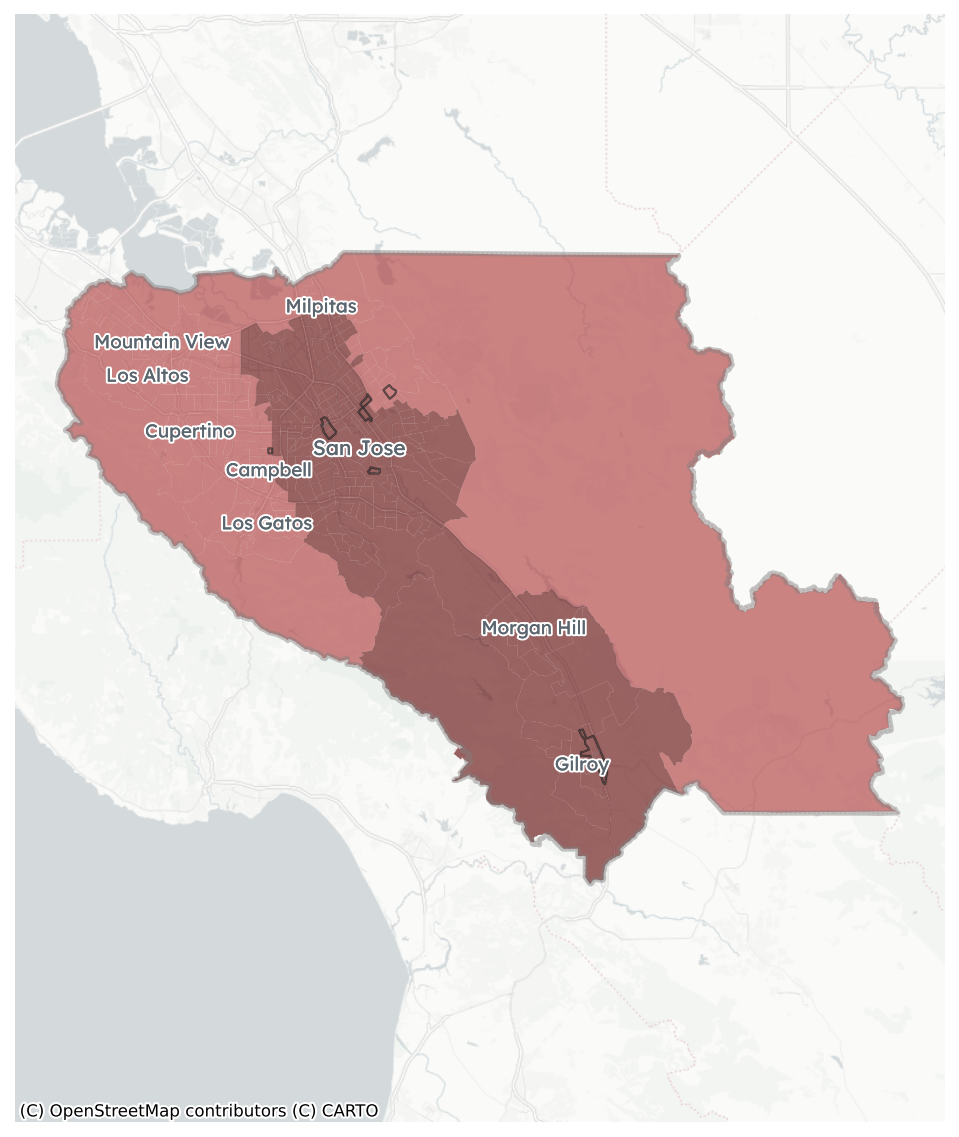 Milpitas
Mountain View
Los Altos
Cupertino
San Jose
Campbell
Los Gatos
Morgan Hill
Gilroy
(C) OpenStreetMap contributors (C) CARTO